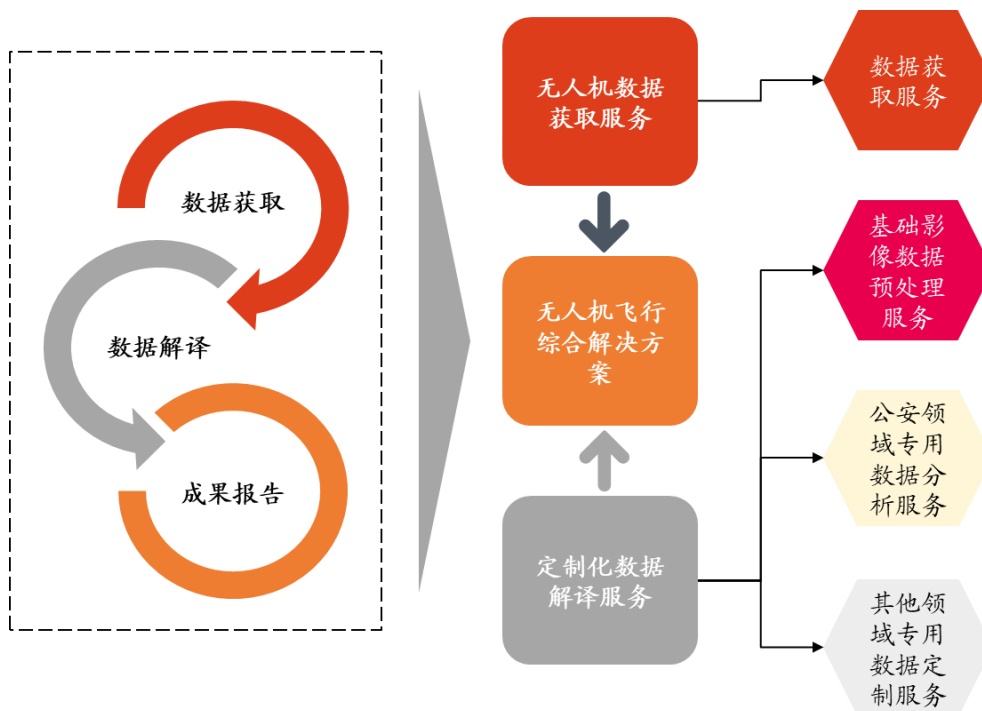 数据获取
数据解译
成果报告
无人机数据
获取服务
无人机飞行
综合解决方
案
定制化数据
解译服务
数据获
取服务
基础影
像数据
预处理
服务
公安领
域专用
数据分
析服务
其他领
域专用
数据定
制服务